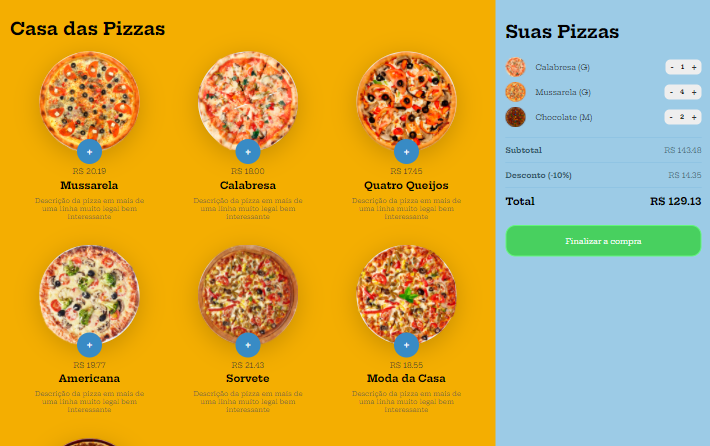 Casa das Pizzas
+
R$ 20.19
Mussarela
Descrição da pizza em mais de
uma linha muito legal bem
interessante
+
R$ 18.00
Calabresa
Descrição da pizza em mais de
uma linha muito legal bem
interessante
+
R$ 17.45
Quatro Queijos
Descrição da pizza em mais de
uma linha muito legal bem
interessante
+
R$ 19.77
Americana
Descrição da pizza em mais de
uma linha muito legal bem
interessante
+
R$ 21.43
Sorvete
Descrição da pizza em mais de
uma linha muito legal bem
interessante
+
R$ 18.55
Moda da Casa
Descrição da pizza em mais de
uma linha muito legal bem
interessante
Suas Pizzas
Calabresa (G) - 1 +
Mussarela (G) - 4 +
Chocolate (M) - 2 +
Subtotal R$ 143.48
Desconto (-10%) R$ 14.35
Total R$ 129.13
Finalizar a compra